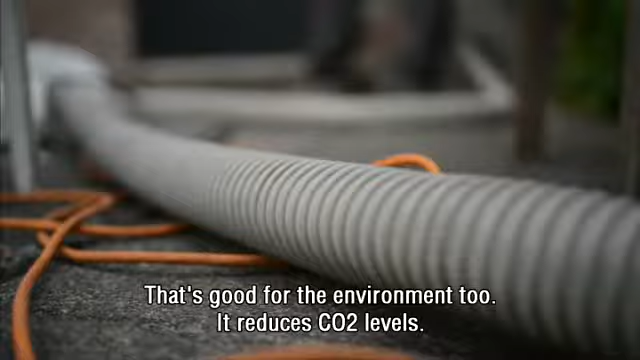 That's good for the environment too.
It reduces CO2 levels.